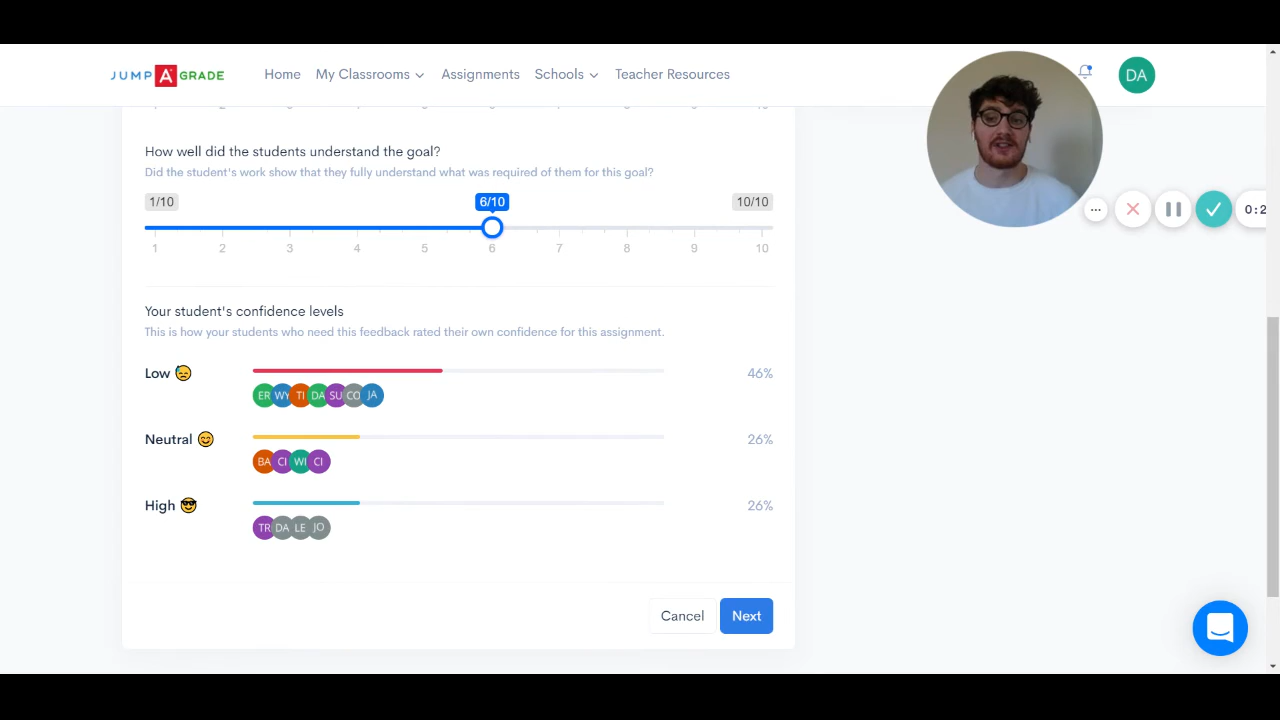 JUMP A+ GRADE
Home
My Classrooms
Assignments
Schools
Teacher Resources
DA
How well did the students understand the goal?
Did the student's work show that they fully understand what was required of them for this goal?
1/10
6/10
10/10
1 2 3 4 5 6 7 8 9 10
Your student's confidence levels
This is how your students who need this feedback rated their own confidence for this assignment.
Low 46%
ER WY TI DA SU CO JA
Neutral 26%
BA CI WI CI
High 26%
TR DA LE JO
Cancel
Next